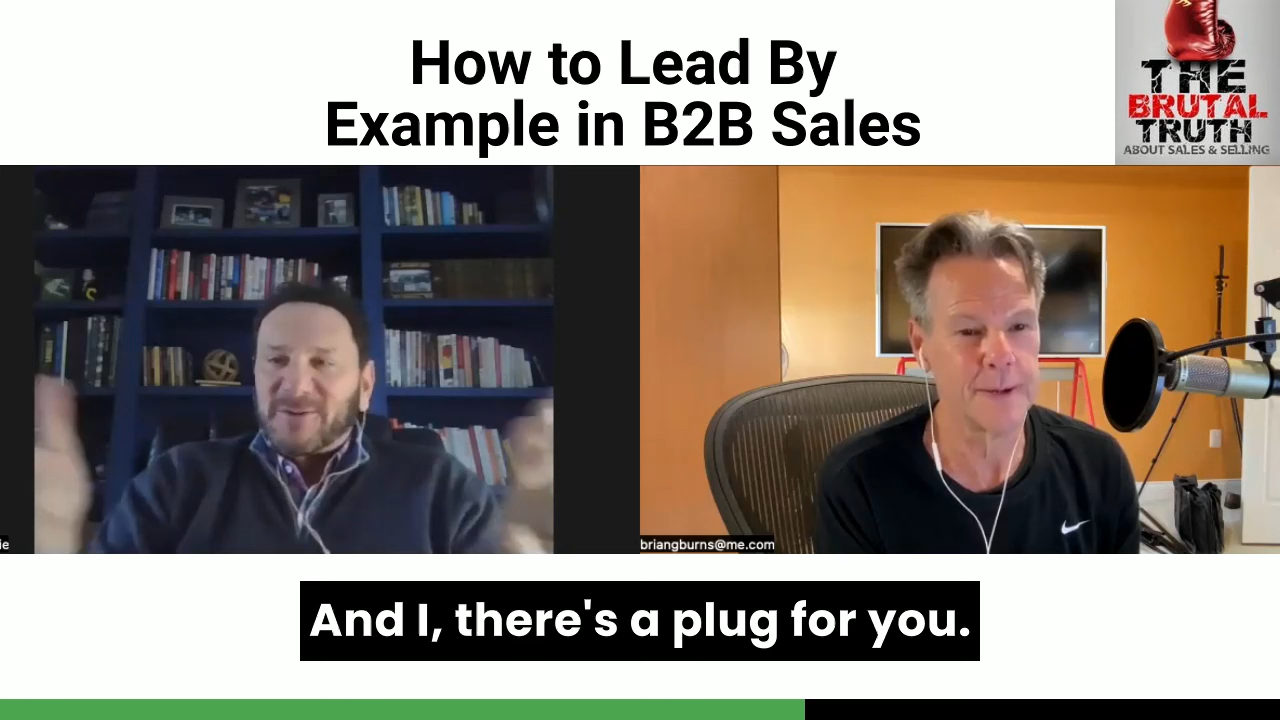 How to Lead By
Example in B2B Sales
THE
BRUTAL
TRUTH
ABOUT SALES & SELLING
ie
briangburns@me.com
And I, there's a plug for you.